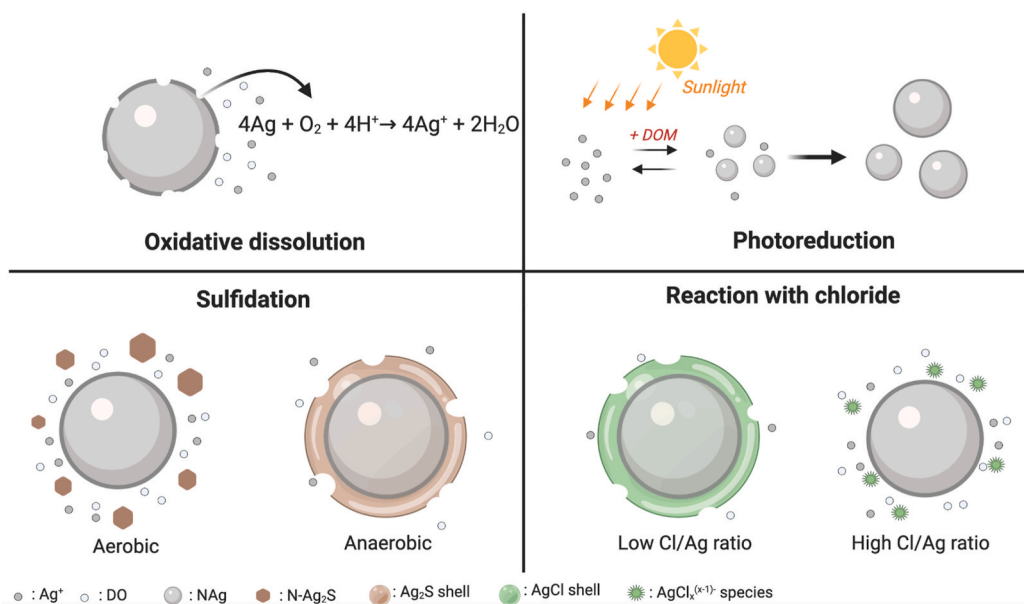 4Ag + O₂ + 4H⁺→ 4Ag⁺ + 2H₂O
Oxidative dissolution
Sunlight
+ DOM
Photoreduction
Sulfidation
Aerobic
Anaerobic
Reaction with chloride
Low Cl/Ag ratio
High Cl/Ag ratio
: Ag⁺ : DO : NAg : N-Ag₂S : Ag₂S shell : AgCl shell : AgClₓ⁽ˣ⁻¹⁾⁻ species